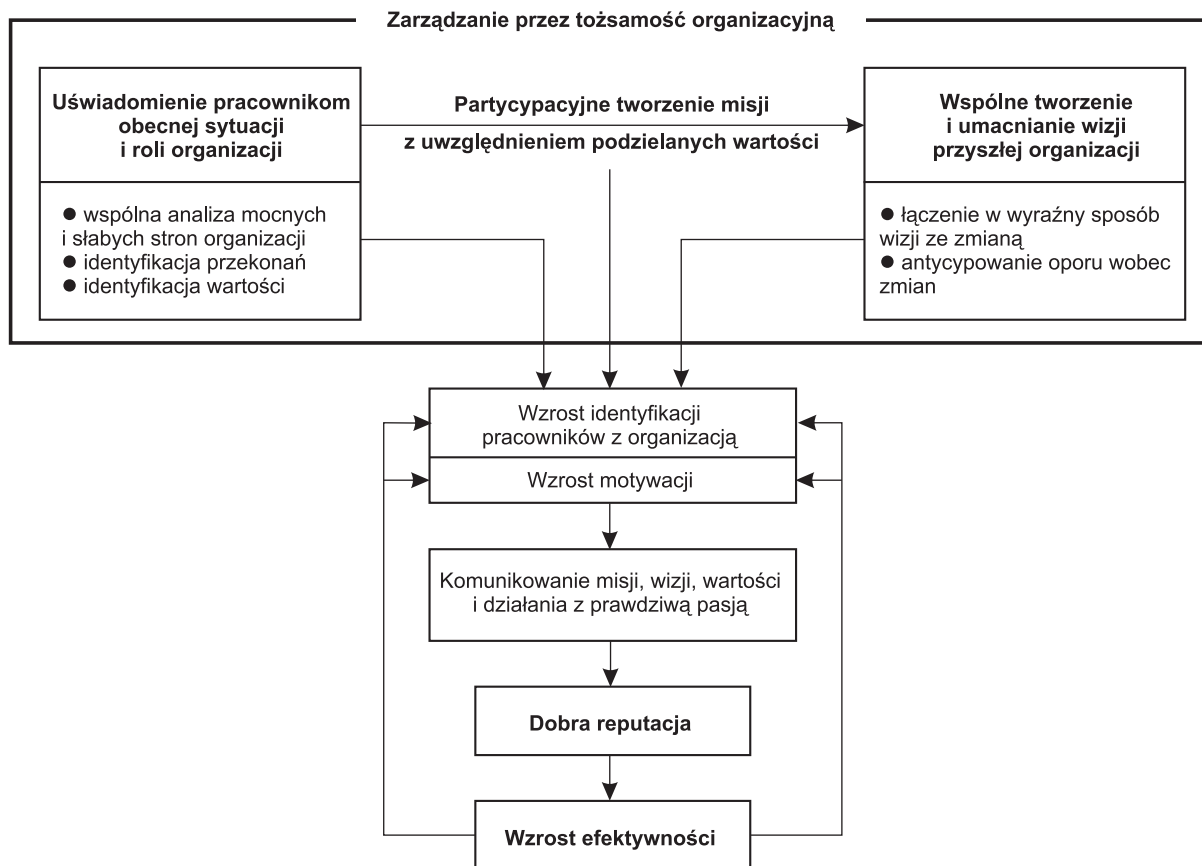 Zarządzanie przez tożsamość organizacyjną
Uświadomienie pracownikom
obecnej sytuacji
i roli organizacji
● wspólna analiza mocnych
i słabych stron organizacji
● identyfikacja przekonań
● identyfikacja wartości
Partycypacyjne tworzenie misji
z uwzględnieniem podzielanych wartości
Wspólne tworzenie
i umacnianie wizji
przyszłej organizacji
● łączenie w wyraźny sposób
wizji ze zmianą
● antycypowanie oporu wobec
zmian
Wzrost identyfikacji
pracowników z organizacją
Wzrost motywacji
Komunikowanie misji, wizji, wartości
i działania z prawdziwą pasją
Dobra reputacja
Wzrost efektywności